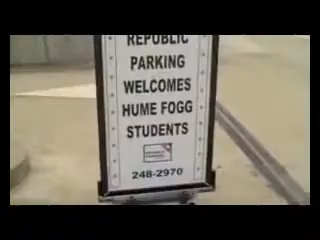 REPUBLIC
PARKING
WELCOMES
HUME FOGG
STUDENTS
248-2970